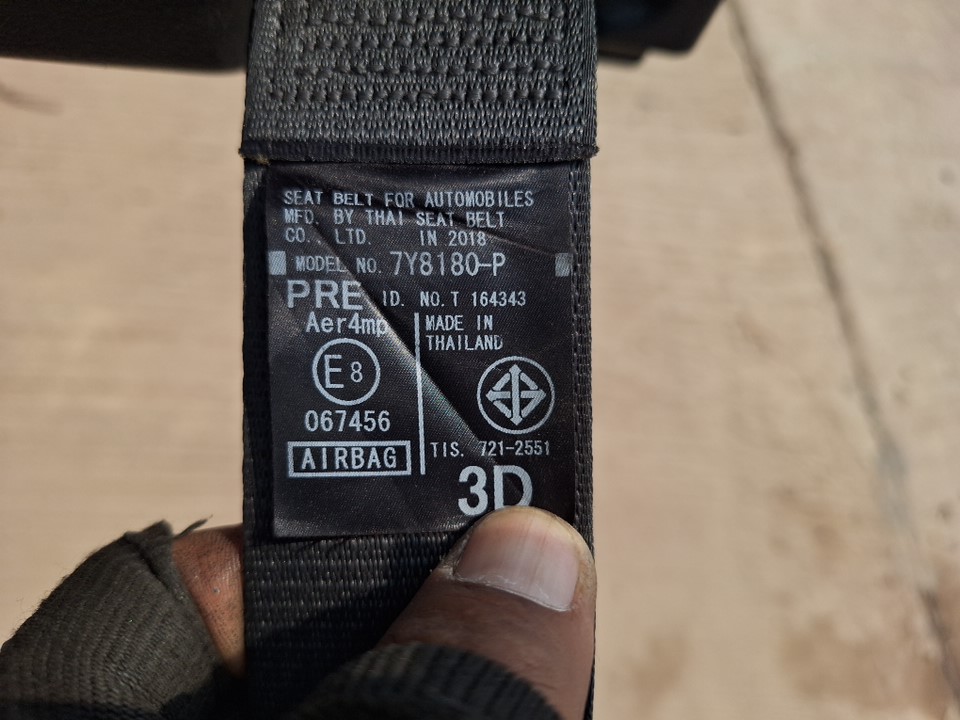 SEAT BELT FOR AUTOMOBILES
MFD. BY THAI SEAT BELT
CO., LTD. IN 2018
MODEL NO. 7Y8180-P
PRE ID. NO. T 164343
Aer4mp
MADE IN
THAILAND
E8
067456
AIRBAG
TIS. 721-2551
3D